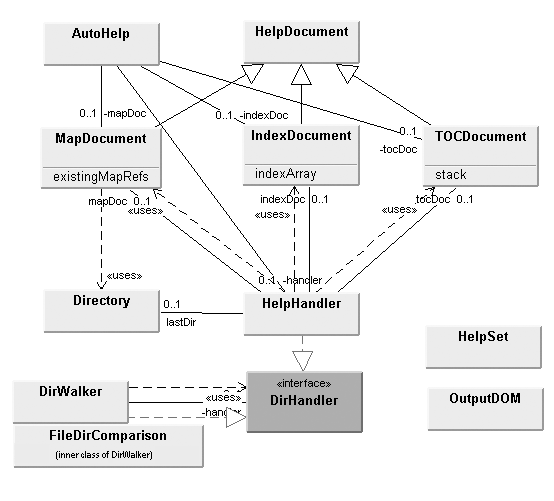 AutoHelp
HelpDocument
0..1 -mapDoc
0..1 -indexDoc
0..1
-tocDoc
MapDocument
existingMapRefs
IndexDocument
indexArray
TOCDocument
stack
mapDoc 0..1
«uses»
indexDoc 0..1
«uses»
tocDoc 0..1
«uses»
«uses»
0..1 -handler
Directory
0..1
lastDir
HelpHandler
HelpSet
«interface»
DirHandler
DirWalker
«uses»
-handler
OutputDOM
FileDirComparison
(inner class of DirWalker)